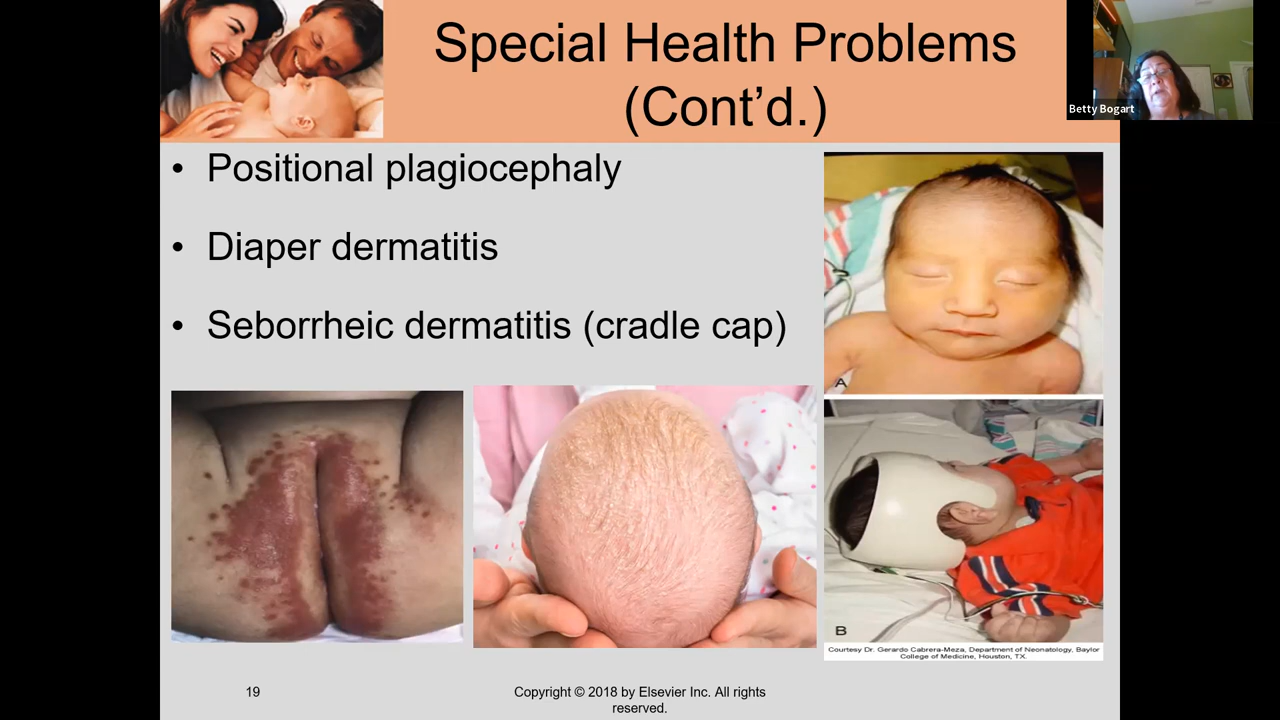 Special Health Problems
(Cont’d.)
Betty Bogart
• Positional plagiocephaly
• Diaper dermatitis
• Seborrheic dermatitis (cradle cap)
A
B
Courtesy Dr. Gerardo Cabrera-Meza, Department of Neonatology, Baylor
College of Medicine, Houston, TX.
19
Copyright © 2018 by Elsevier Inc. All rights
reserved.